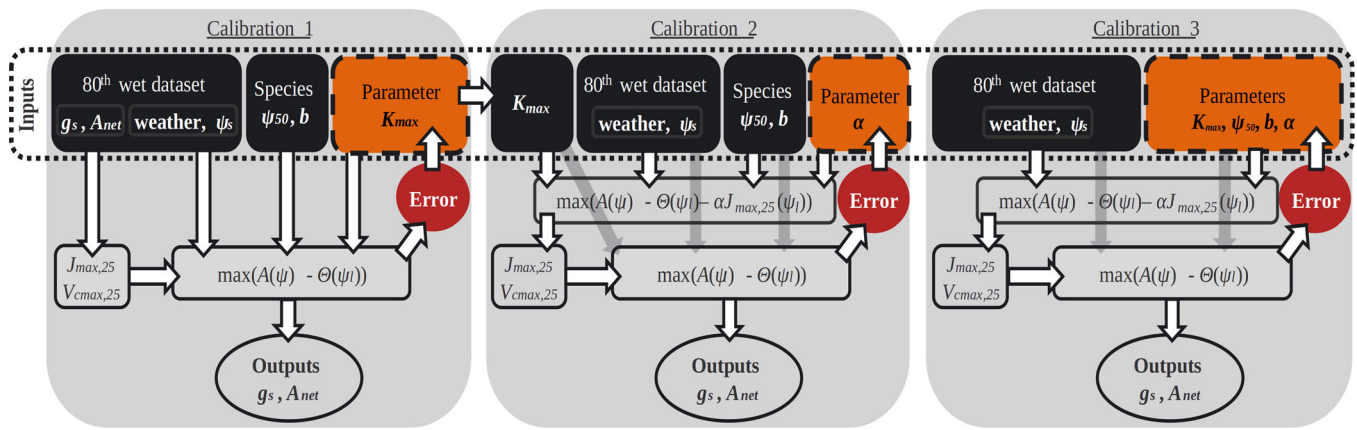 Calibration_1
Inputs
80th wet dataset
gs , Anet
weather, ψs
Species
ψ50, b
Parameter
Kmax
Error
Jmax,25
Vcmax,25
max(A(ψ) - Θ(ψl))
Outputs
gs , Anet
Calibration_2
Kmax
80th wet dataset
weather, ψs
Species
ψ50, b
Parameter
α
max(A(ψ) - Θ(ψl)– αJmax,25(ψl))
Error
Jmax,25
Vcmax,25
max(A(ψ) - Θ(ψl))
Outputs
gs , Anet
Calibration_3
80th wet dataset
weather, ψs
Parameters
Kmax, ψ50, b, α
max(A(ψ) - Θ(ψl)– αJmax,25(ψl))
Error
Jmax,25
Vcmax,25
max(A(ψ) - Θ(ψl))
Outputs
gs , Anet